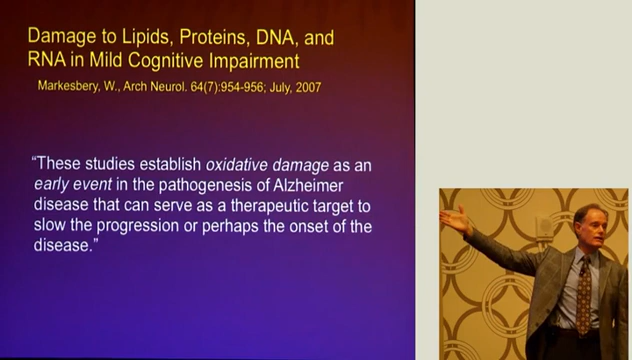 Damage to Lipids, Proteins, DNA, and
RNA in Mild Cognitive Impairment
Markesbery, W., Arch Neurol. 64(7):954-956; July, 2007
“These studies establish oxidative damage as an
early event in the pathogenesis of Alzheimer
disease that can serve as a therapeutic target to
slow the progression or perhaps the onset of the
disease.”